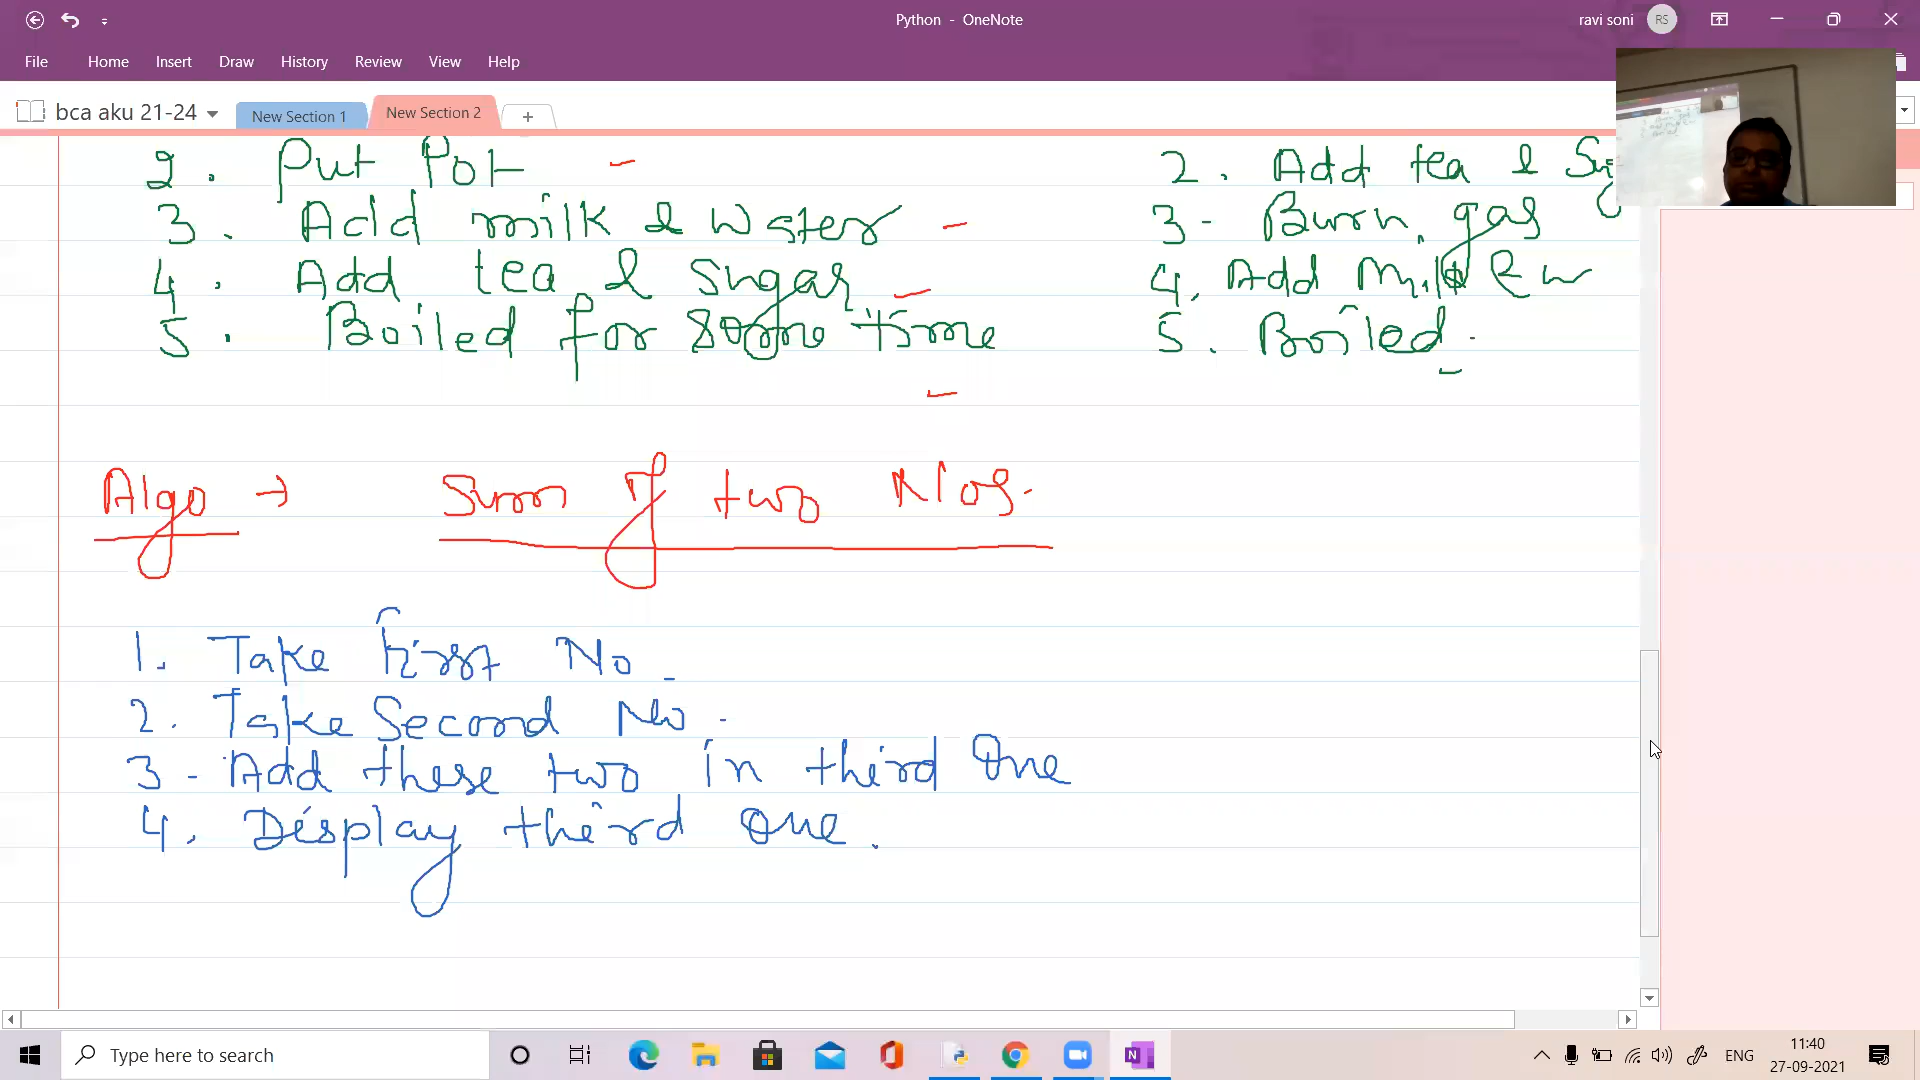 Python - OneNote
ravi soni RS
File Home Insert Draw History Review View Help
bca aku 21-24 New Section 1 New Section 2 +
2. Put Pot -
3. Add milk & Water -
4. Add tea & Sugar -
5. Boiled for Some time -
2. Add tea &
3- Burn gas
4. Add Milk & w
5. Boiled. -
Algo → Sum of two Nos.
1. Take First No.
2. Take Second No.
3- Add these two in third One
4. Display third One.
Type here to search
ENG
11:40
27-09-2021